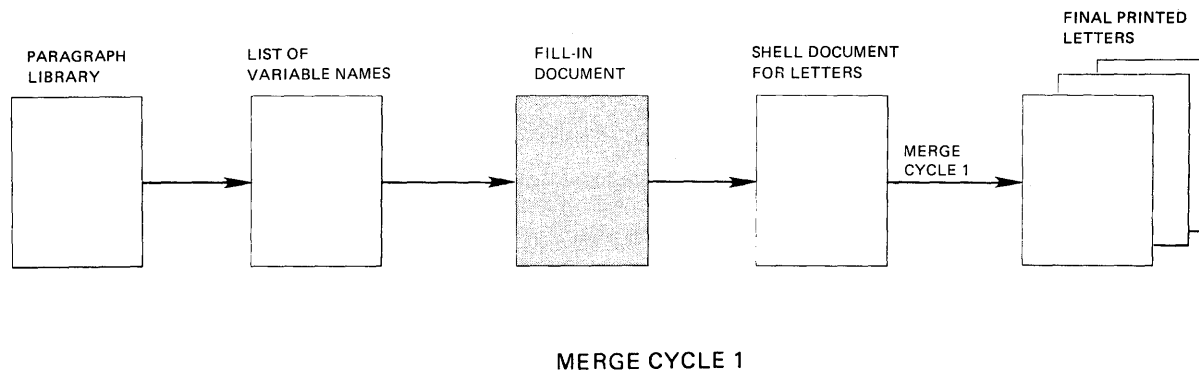 PARAGRAPH
LIBRARY
LIST OF
VARIABLE NAMES
FILL-IN
DOCUMENT
SHELL DOCUMENT
FOR LETTERS
MERGE
CYCLE 1
FINAL PRINTED
LETTERS
MERGE CYCLE 1